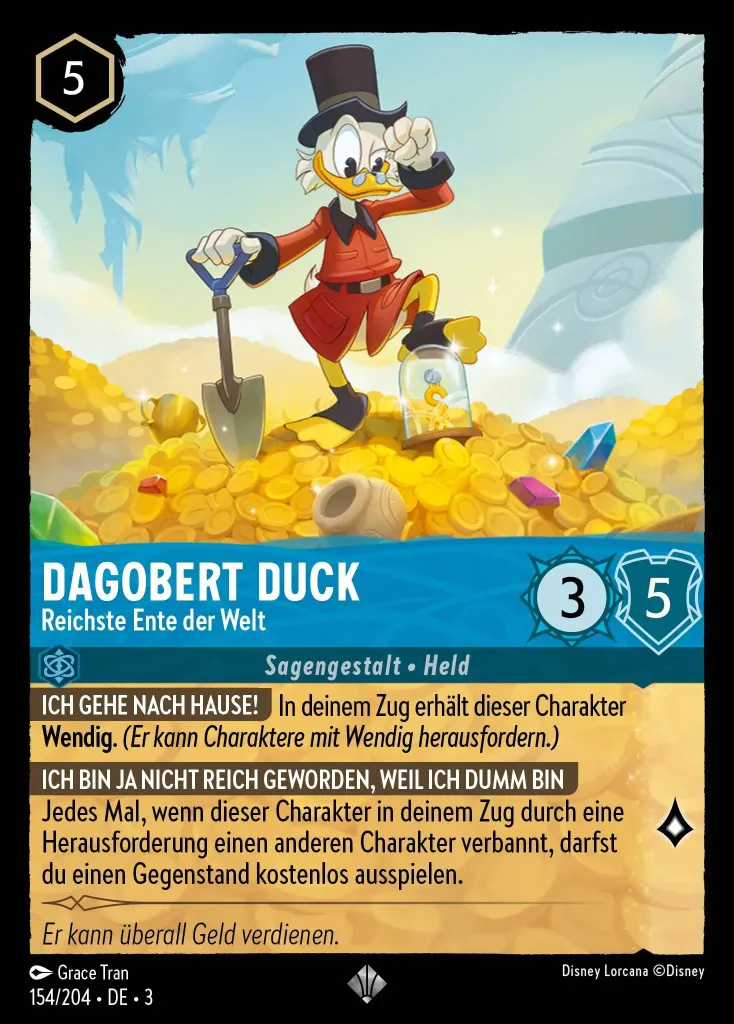 5
DAGOBERT DUCK
Reichste Ente der Welt
3
5
Sagengestalt • Held
ICH GEHE NACH HAUSE! In deinem Zug erhält dieser Charakter
Wendig. (Er kann Charaktere mit Wendig herausfordern.)
ICH BIN JA NICHT REICH GEWORDEN, WEIL ICH DUMM BIN
Jedes Mal, wenn dieser Charakter in deinem Zug durch eine
Herausforderung einen anderen Charakter verbannt, darfst
du einen Gegenstand kostenlos ausspielen.
Er kann überall Geld verdienen.
Grace Tran
Disney Lorcana ©Disney
154/204 • DE • 3